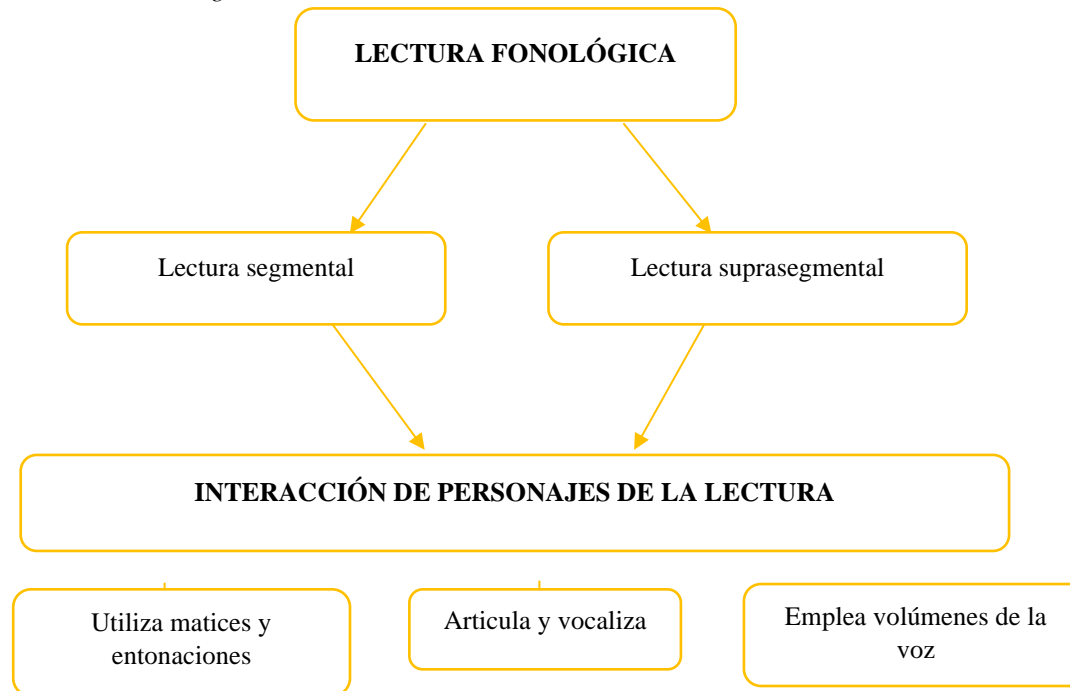 LECTURA FONOLÓGICA
Lectura segmental
Lectura suprasegmental
INTERACCIÓN DE PERSONAJES DE LA LECTURA
Utiliza matices y
entonaciones
Articula y vocaliza
Emplea volúmenes de la
voz